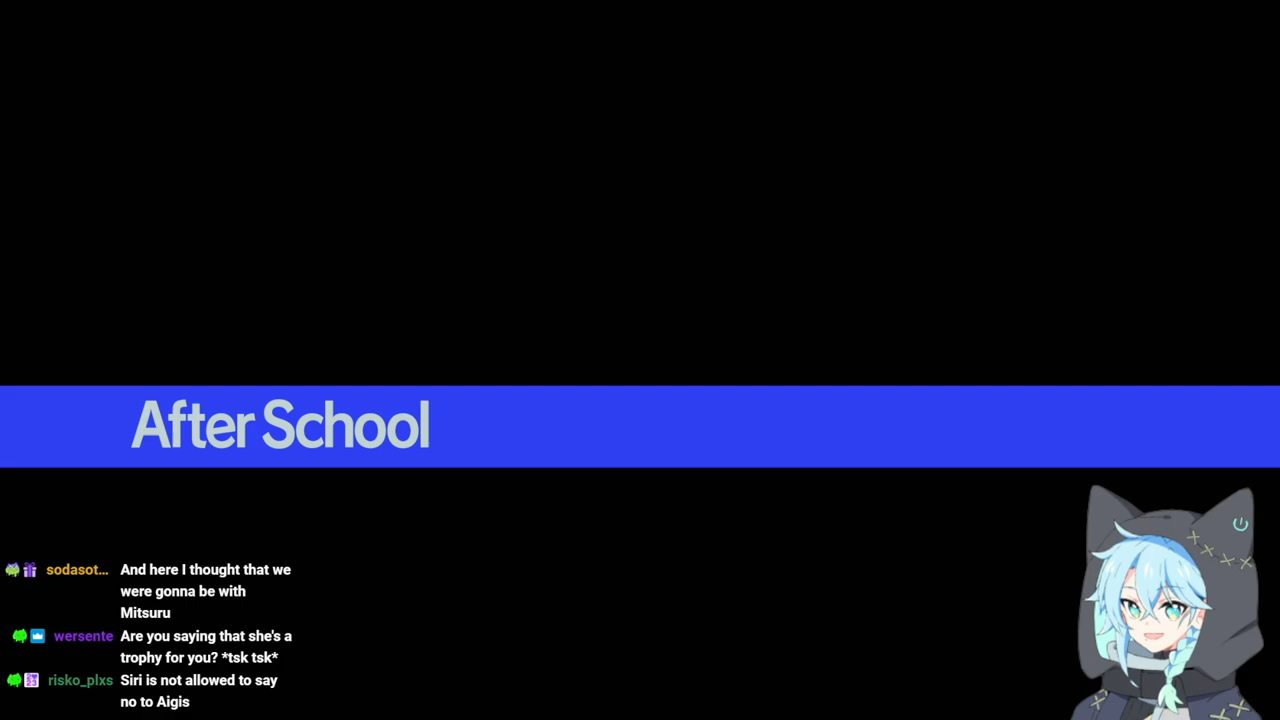 After School
sodasot... And here I thought that we
were gonna be with
Mitsuru
wersente Are you saying that she's a
trophy for you? *tsk tsk*
risko_plxs Siri is not allowed to say
no to Aigis